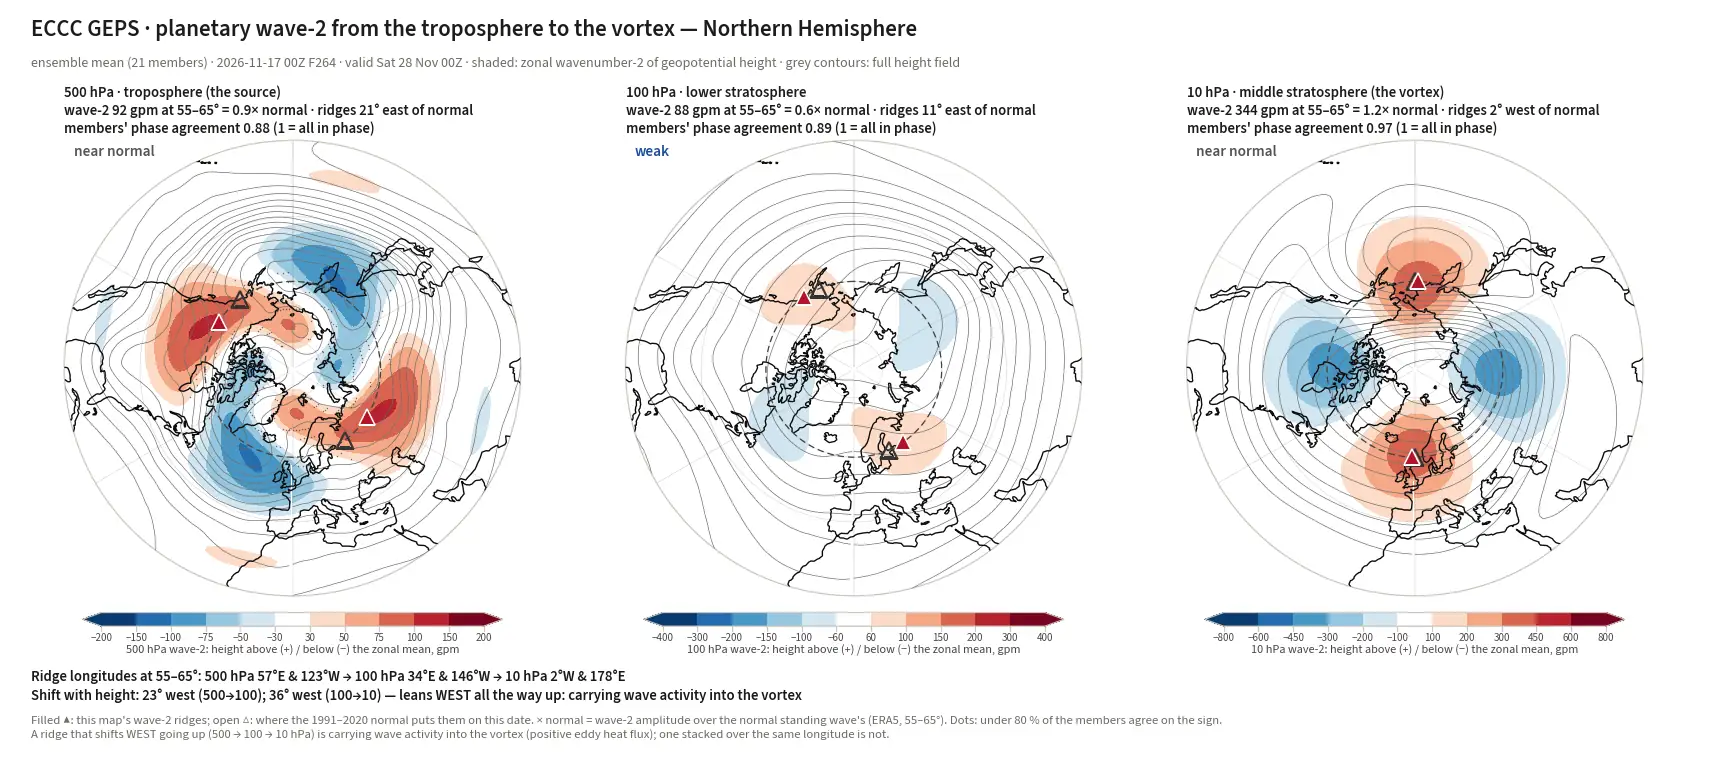 ECCC GEPS · planetary wave-2 from the troposphere to the vortex — Northern Hemisphere
ensemble mean (21 members) · 2026-11-17 00Z F264 · valid Sat 28 Nov 00Z · shaded: zonal wavenumber-2 of geopotential height · grey contours: full height field
500 hPa · troposphere (the source)
wave-2 92 gpm at 55–65° = 0.9× normal · ridges 21° east of normal
members' phase agreement 0.88 (1 = all in phase)
near normal
100 hPa · lower stratosphere
wave-2 88 gpm at 55–65° = 0.6× normal · ridges 11° east of normal
members' phase agreement 0.89 (1 = all in phase)
weak
10 hPa · middle stratosphere (the vortex)
wave-2 344 gpm at 55–65° = 1.2× normal · ridges 2° west of normal
members' phase agreement 0.97 (1 = all in phase)
near normal
−200 −150 −100 −75 −50 −30 30 50 75 100 150 200
500 hPa wave-2: height above (+) / below (−) the zonal mean, gpm
−400 −300 −200 −150 −100 −60 60 100 150 200 300 400
100 hPa wave-2: height above (+) / below (−) the zonal mean, gpm
−800 −600 −450 −300 −200 −100 100 200 300 450 600 800
10 hPa wave-2: height above (+) / below (−) the zonal mean, gpm
Ridge longitudes at 55–65°: 500 hPa 57°E & 123°W → 100 hPa 34°E & 146°W → 10 hPa 2°W & 178°E
Shift with height: 23° west (500→100); 36° west (100→10) — leans WEST all the way up: carrying wave activity into the vortex
Filled ▲: this map's wave-2 ridges; open △: where the 1991–2020 normal puts them on this date. × normal = wave-2 amplitude over the normal standing wave's (ERA5, 55–65°). Dots: under 80 % of the members agree on the sign.
A ridge that shifts WEST going up (500 → 100 → 10 hPa) is carrying wave activity into the vortex (positive eddy heat flux); one stacked over the same longitude is not.